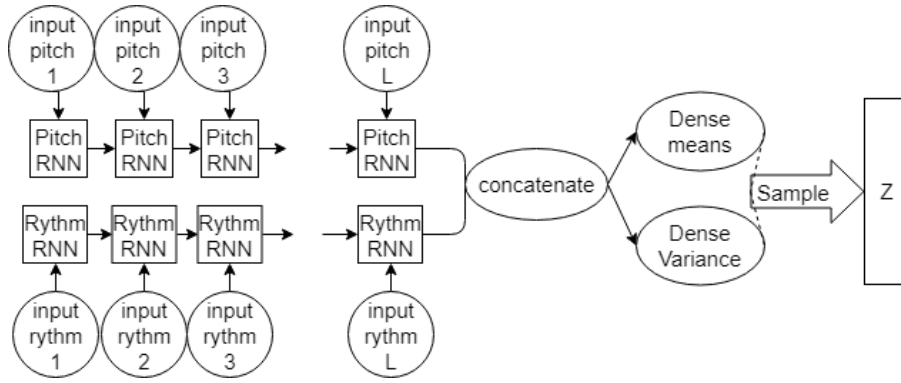 input
pitch
1
input
pitch
2
input
pitch
3
input
pitch
L
Pitch
RNN
Pitch
RNN
Pitch
RNN
Pitch
RNN
Dense
means
concatenate
Sample
Z
Rythm
RNN
Rythm
RNN
Rythm
RNN
Rythm
RNN
Dense
Variance
input
rythm
1
input
rythm
2
input
rythm
3
input
rythm
L